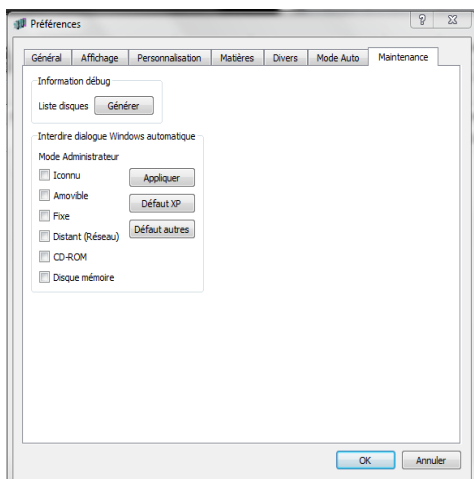 Préférences
Général Affichage Personnalisation Matières Divers Mode Auto Maintenance
Information débug
Liste disques Générer
Interdire dialogue Windows automatique
Mode Administrateur
Iconnu Appliquer
Amovible Défaut XP
Fixe Défaut autres
Distant (Réseau)
CD-ROM
Disque mémoire
OK Annuler